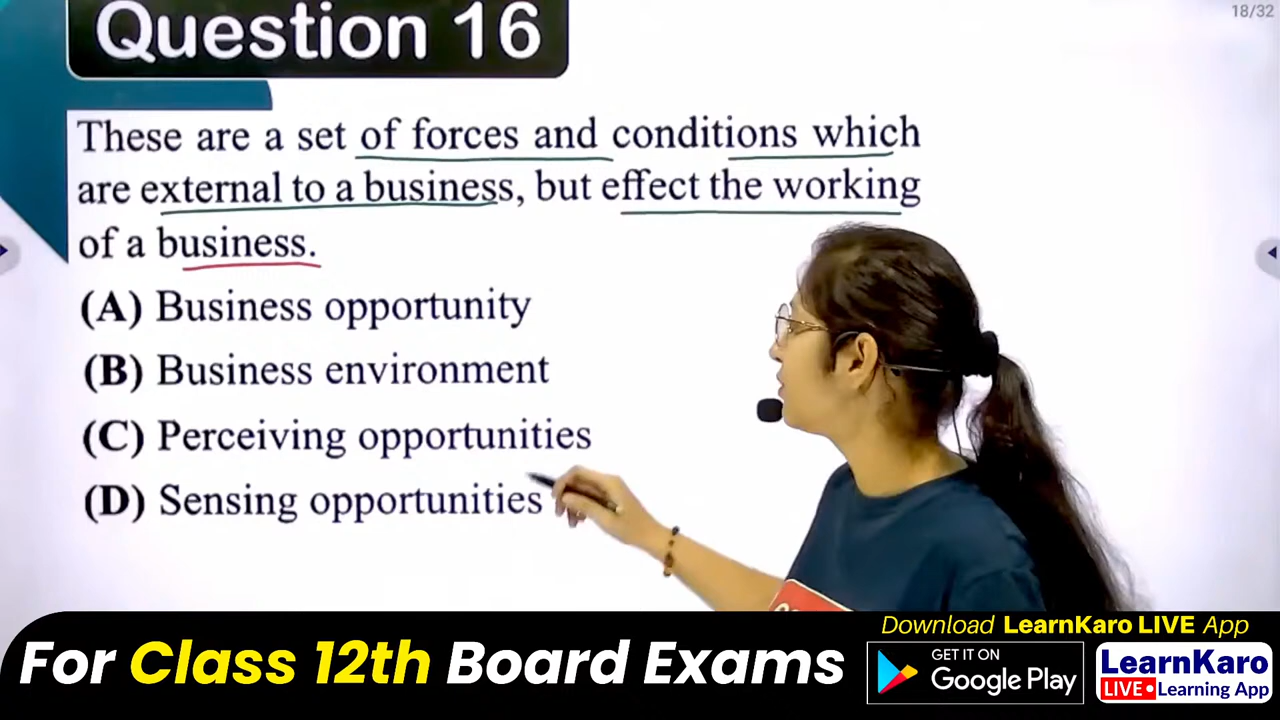 18/32
Question 16
These are a set of forces and conditions which
are external to a business, but effect the working
of a business.
(A) Business opportunity
(B) Business environment
(C) Perceiving opportunities
(D) Sensing opportunities
Download LearnKaro LIVE App
For Class 12th Board Exams
GET IT ON
Google Play
LearnKaro
LIVE Learning App